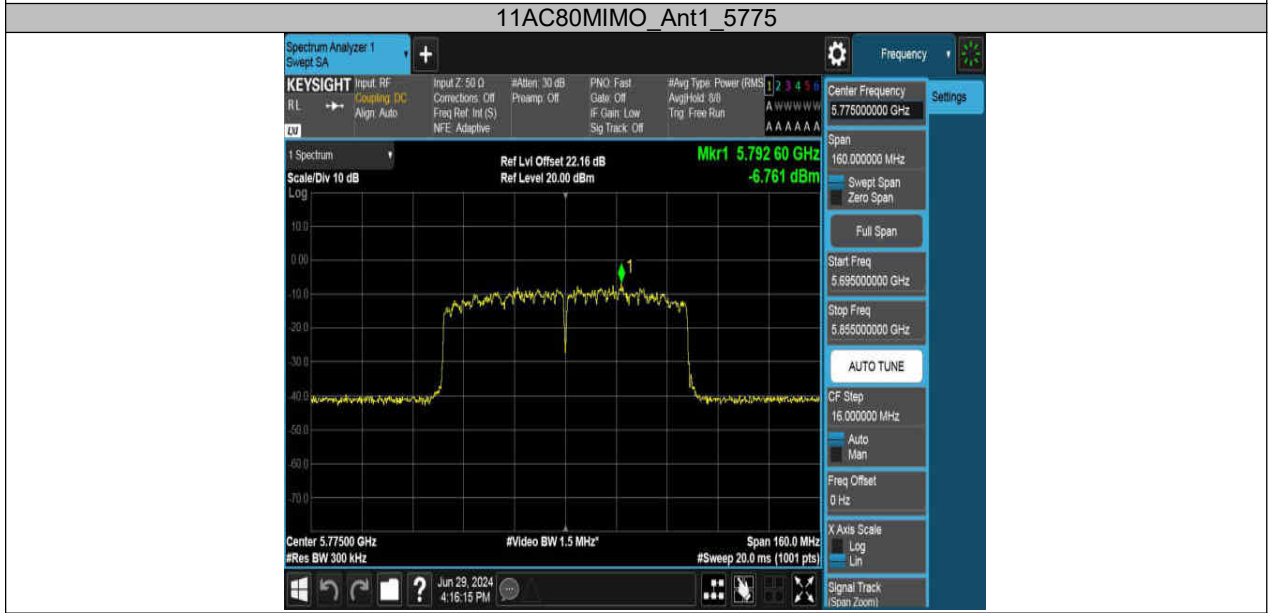 11AC80MIMO_Ant1_5775
Spectrum Analyzer 1
Swept SA
+
Frequency
KEYSIGHT
RL
LXI
Input: RF
Coupling: DC
Align: Auto
Input Z: 50 Ω
Corrections: Off
Freq Ref: Int (S)
NFE: Adaptive
#Atten: 30 dB
Preamp: Off
PNO: Fast
Gate: Off
IF Gain: Low
Sig Track: Off
#Avg Type: Power (RMS
Avg|Hold: 8/8
Trig: Free Run
1 2 3 4 5 6
A W W W W W
A A A A A A
Center Frequency
5.775000000 GHz
Settings
1 Spectrum
Scale/Div 10 dB
Log
Ref Lvl Offset 22.16 dB
Ref Level 20.00 dBm
Mkr1 5.792 60 GHz
-6.761 dBm
Span
160.000000 MHz
Swept Span
Zero Span
Full Span
Start Freq
5.695000000 GHz
Stop Freq
5.855000000 GHz
AUTO TUNE
CF Step
16.000000 MHz
Auto
Man
Freq Offset
0 Hz
X Axis Scale
Log
Lin
Signal Track
(Span Zoom)
10.0
0.00
-10.0
-20.0
-30.0
-40.0
-50.0
-60.0
-70.0
1
Center 5.77500 GHz
#Res BW 300 kHz
#Video BW 1.5 MHz*
Span 160.0 MHz
#Sweep 20.0 ms (1001 pts)
?
Jun 29, 2024
4:16:15 PM